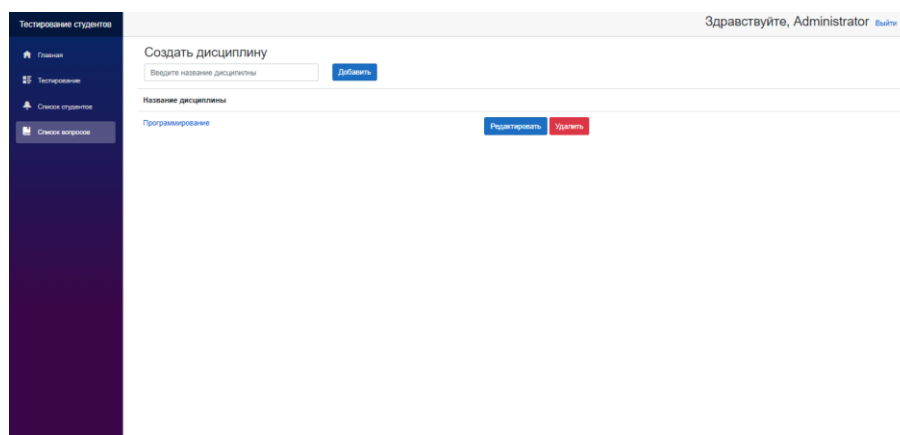 Тестирование студентов
Здравствуйте, Administrator Выйти
Главная
Тестирование
Список студентов
Список вопросов
Создать дисциплину
Введите название дисциплины
Добавить
Название дисциплины
Программирование
Редактировать
Удалить